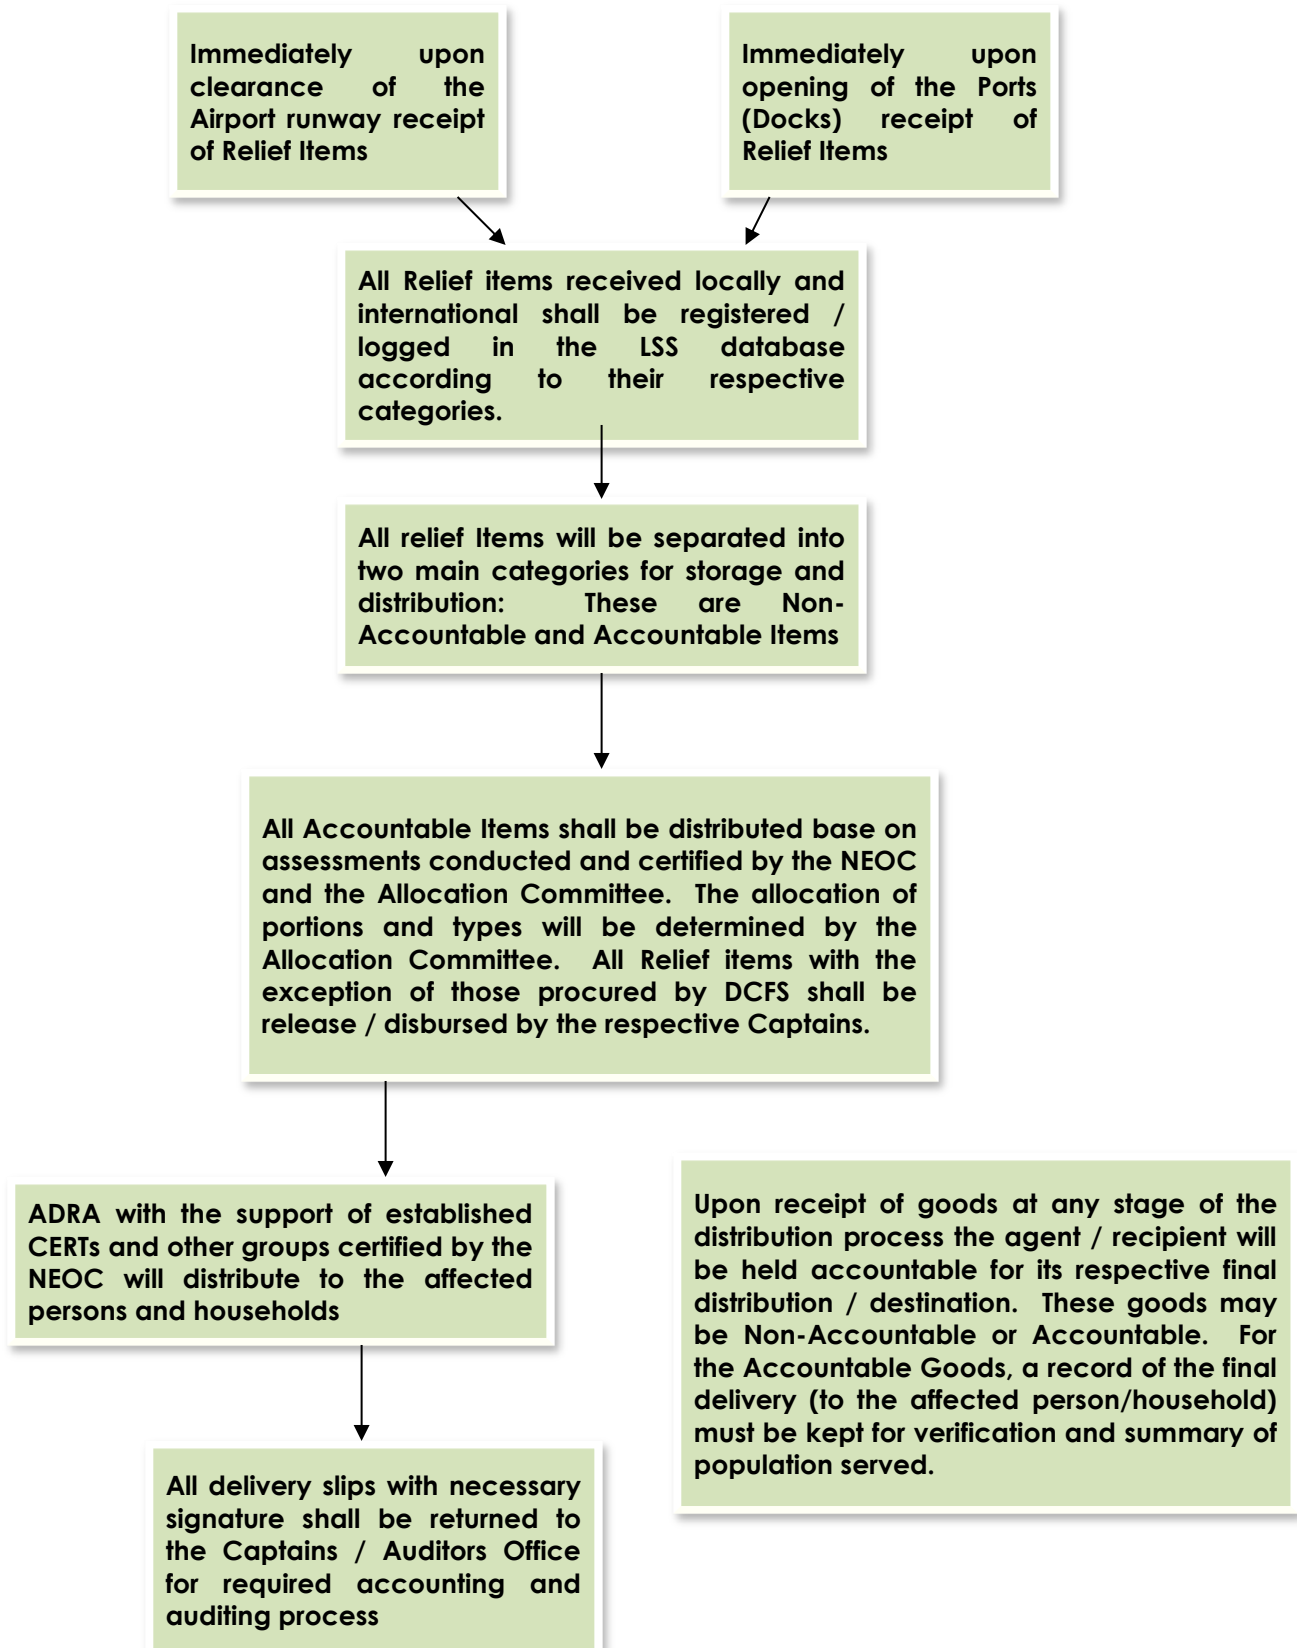 Immediately upon
clearance of the
Airport runway receipt
of Relief Items
Immediately upon
opening of the Ports
(Docks) receipt of
Relief Items
All Relief items received locally and
international shall be registered /
logged in the LSS database
according to their respective
categories.
All relief Items will be separated into
two main categories for storage and
distribution: These are Non-
Accountable and Accountable Items
All Accountable Items shall be distributed base on
assessments conducted and certified by the NEOC
and the Allocation Committee. The allocation of
portions and types will be determined by the
Allocation Committee. All Relief items with the
exception of those procured by DCFS shall be
release / disbursed by the respective Captains.
ADRA with the support of established
CERTs and other groups certified by the
NEOC will distribute to the affected
persons and households
Upon receipt of goods at any stage of the
distribution process the agent / recipient will
be held accountable for its respective final
distribution / destination. These goods may
be Non-Accountable or Accountable. For
the Accountable Goods, a record of the final
delivery (to the affected person/household)
must be kept for verification and summary of
population served.
All delivery slips with necessary
signature shall be returned to
the Captains / Auditors Office
for required accounting and
auditing process